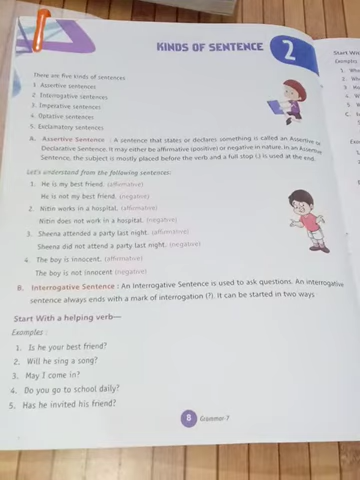 KINDS OF SENTENCE
2
There are five kinds of sentences
1. Assertive sentences
2. Interrogative sentences
3. Imperative sentences
4. Optative sentences
5. Exclamatory sentences
A. Assertive Sentence : A sentence that states or declares something is called an Assertive or
Declarative Sentence. It may either be affirmative (positive) or negative in nature. In an Assertive
Sentence, the subject is mostly placed before the verb and a full stop (.) is used at the end.
Let's understand from the following sentences:
1. He is my best friend. (affirmative)
He is not my best friend. (negative)
2. Nitin works in a hospital. (affirmative)
Nitin does not work in a hospital. (negative)
3. Sheena attended a party last night. (affirmative)
Sheena did not attend a party last night. (negative)
4. The boy is innocent. (affirmative)
The boy is not innocent (negative)
B. Interrogative Sentence : An Interrogative Sentence is used to ask questions. An interrogative
sentence always ends with a mark of interrogation (?). It can be started in two ways
Start With a helping verb—
Examples :
1. Is he your best friend?
2. Will he sing a song?
3. May I come in?
4. Do you go to school daily?
5. Has he invited his friend?
8 Grammar-7
Start With
Examples
1.
2.
3.
4.
5.